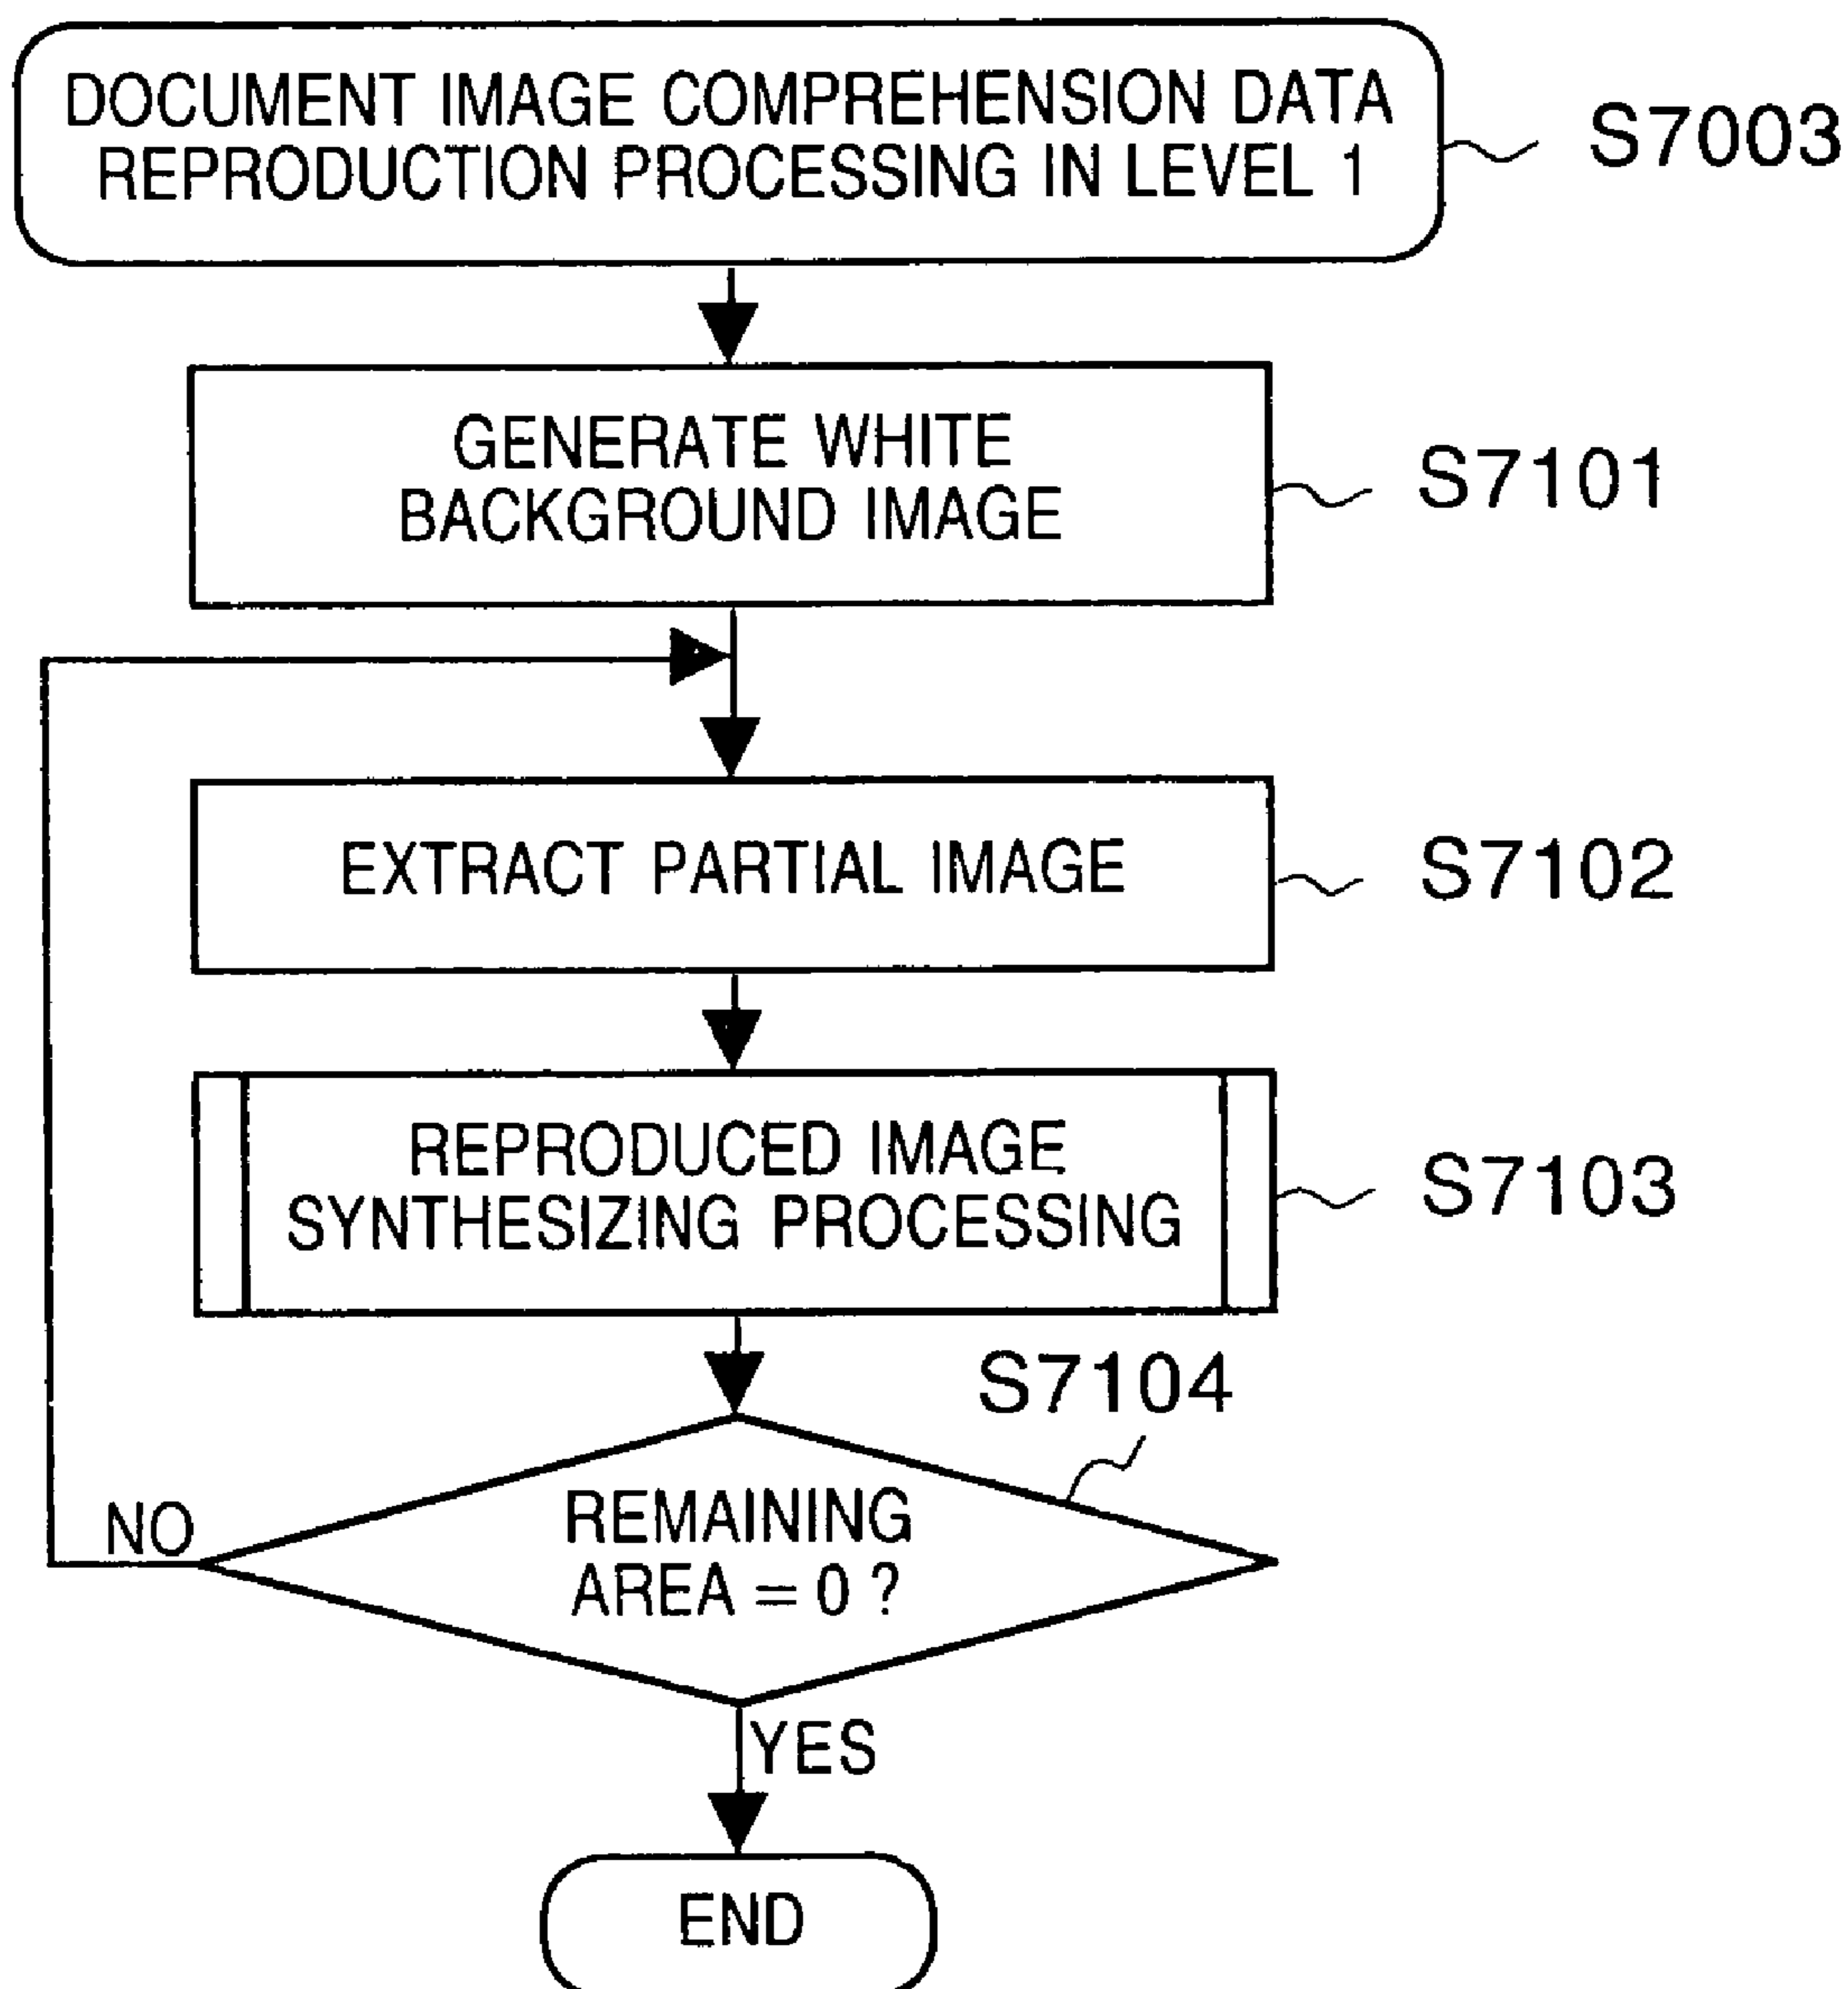 DOCUMENT IMAGE COMPREHENSION DATA
REPRODUCTION PROCESSING IN LEVEL 1
S7003
GENERATE WHITE
BACKGROUND IMAGE
S7101
EXTRACT PARTIAL IMAGE
S7102
REPRODUCED IMAGE
SYNTHESIZING PROCESSING
S7103
S7104
REMAINING
AREA = 0 ?
NO
YES
END